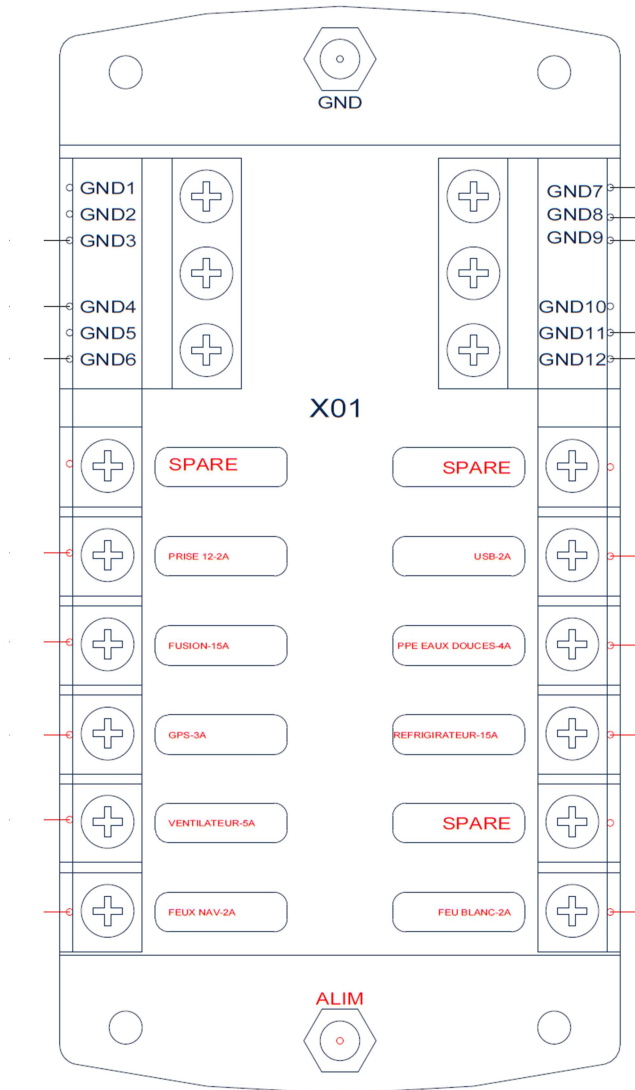 GND
GND1
GND2
GND3
GND4
GND5
GND6
GND7
GND8
GND9
GND10
GND11
GND12
X01
SPARE
SPARE
PRISE 12-2A
USB-2A
FUSION-15A
PPE EAUX DOUCES-4A
GPS-3A
REFRIGIRATEUR-15A
VENTILATEUR-5A
SPARE
FEUX NAV-2A
FEU BLANC-2A
ALIM